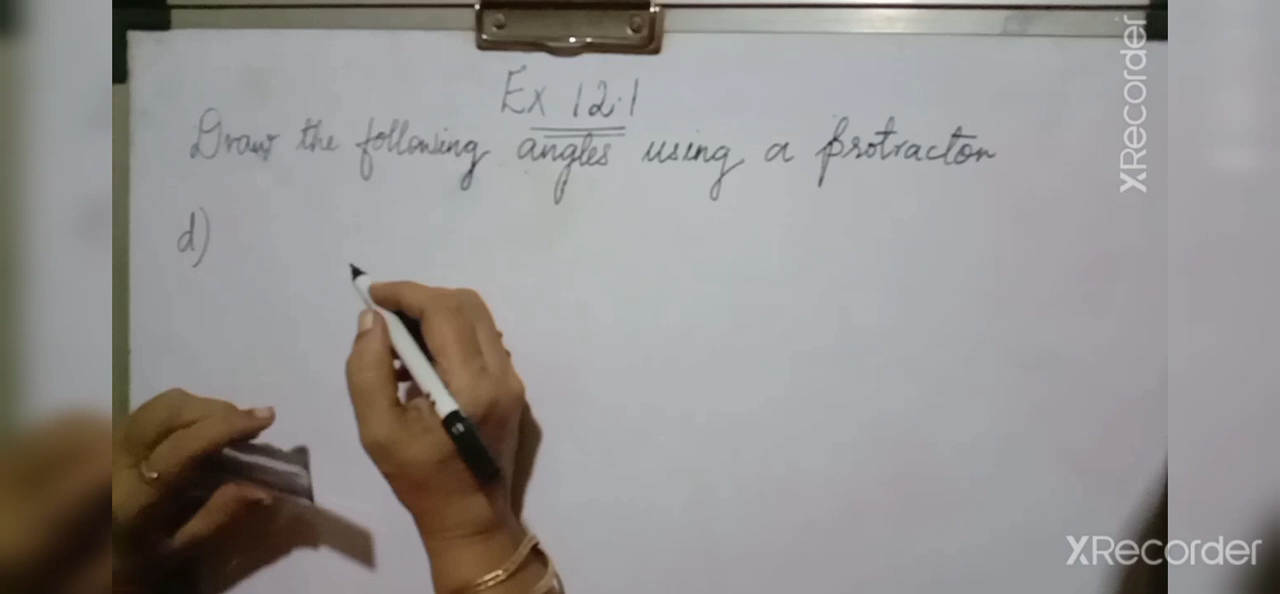 Ex 12.1
Draw the following angles using a protractor
d)
XRecorder
XRecorder